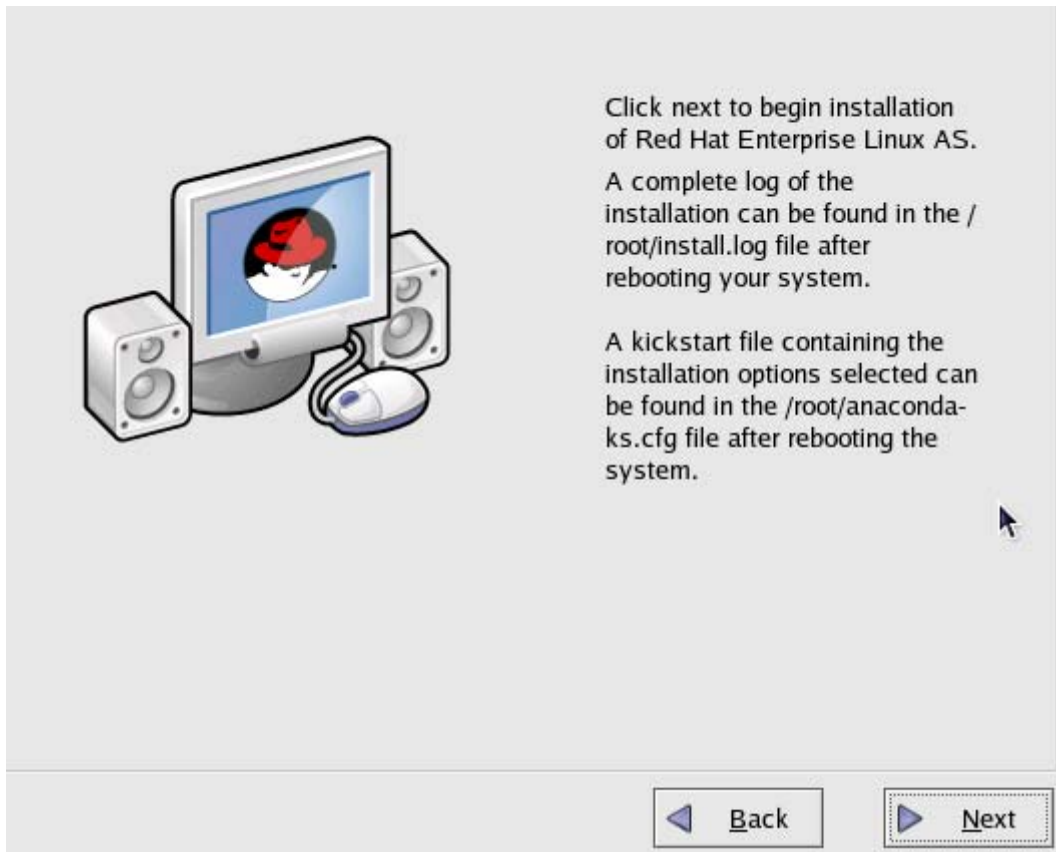 Click next to begin installation
of Red Hat Enterprise Linux AS.
A complete log of the
installation can be found in the /
root/install.log file after
rebooting your system.
A kickstart file containing the
installation options selected can
be found in the /root/anaconda-
ks.cfg file after rebooting the
system.
Back
Next